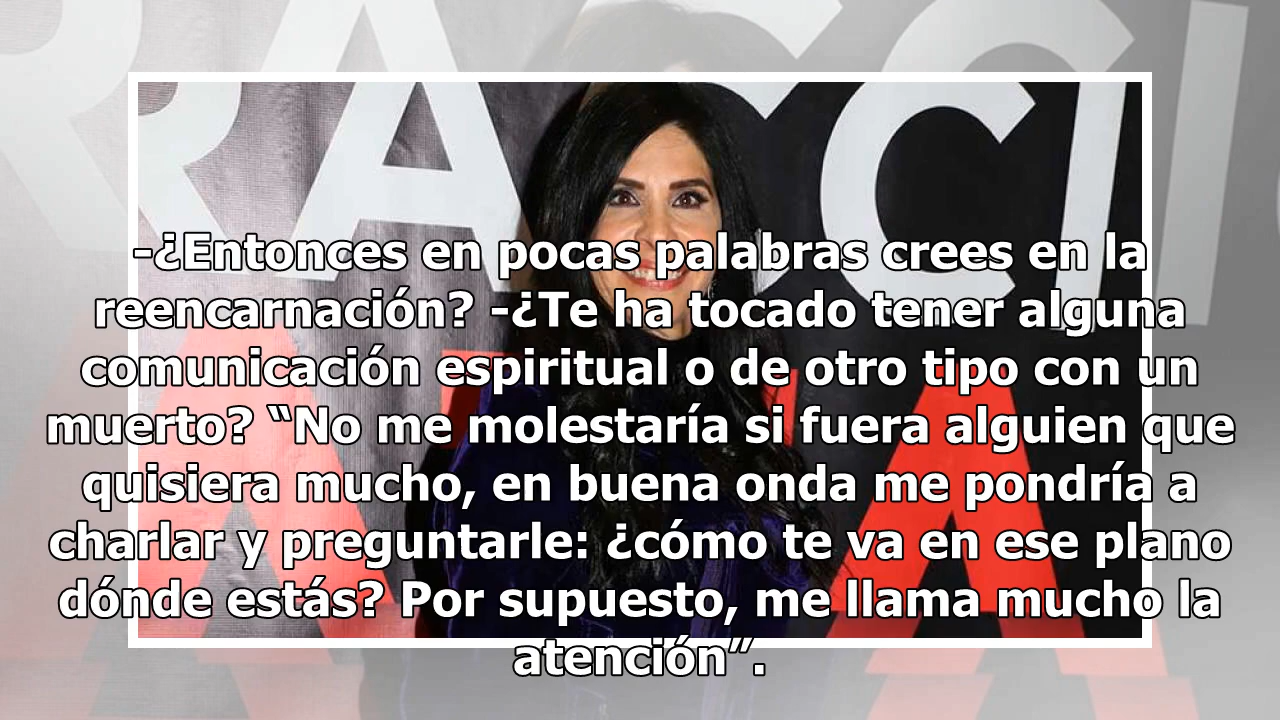 -¿Entonces en pocas palabras crees en la
reencarnación? -¿Te ha tocado tener alguna
comunicación espiritual o de otro tipo con un
muerto? “No me molestaría si fuera alguien que
quisiera mucho, en buena onda me pondría a
charlar y preguntarle: ¿cómo te va en ese plano
dónde estás? Por supuesto, me llama mucho la
atención”.